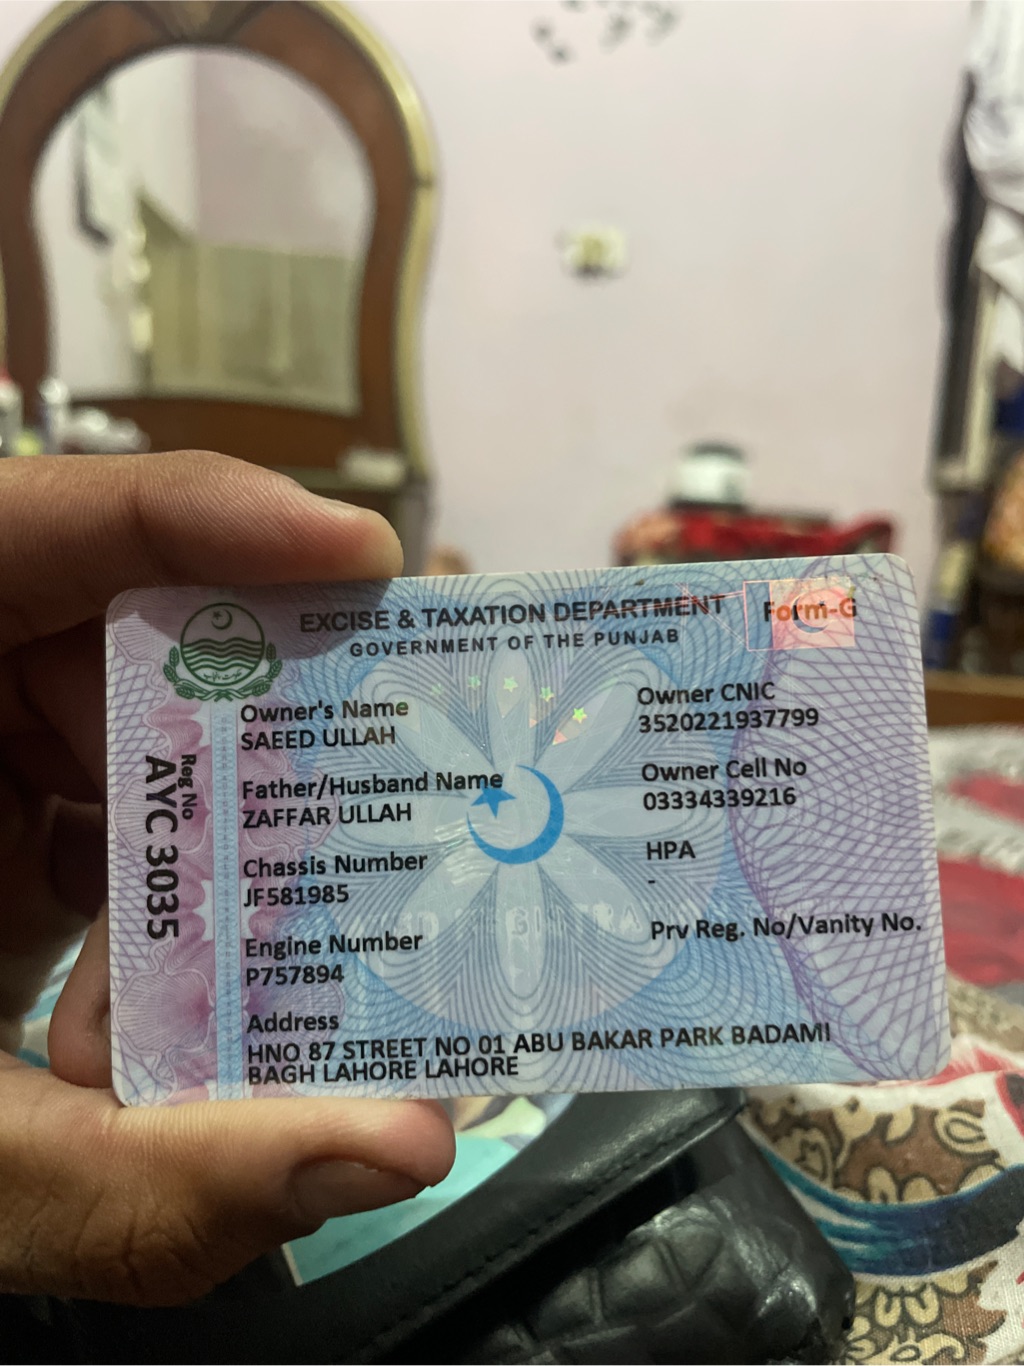 EXCISE & TAXATION DEPARTMENT
GOVERNMENT OF THE PUNJAB
Form-G
Reg No
AYC 3035
Owner's Name
SAEED ULLAH
Father/Husband Name
ZAFFAR ULLAH
Chassis Number
JF581985
Engine Number
P757894
Owner CNIC
3520221937799
Owner Cell No
03334339216
HPA
-
Prv Reg. No/Vanity No.
Address
HNO 87 STREET NO 01 ABU BAKAR PARK BADAMI
BAGH LAHORE LAHORE